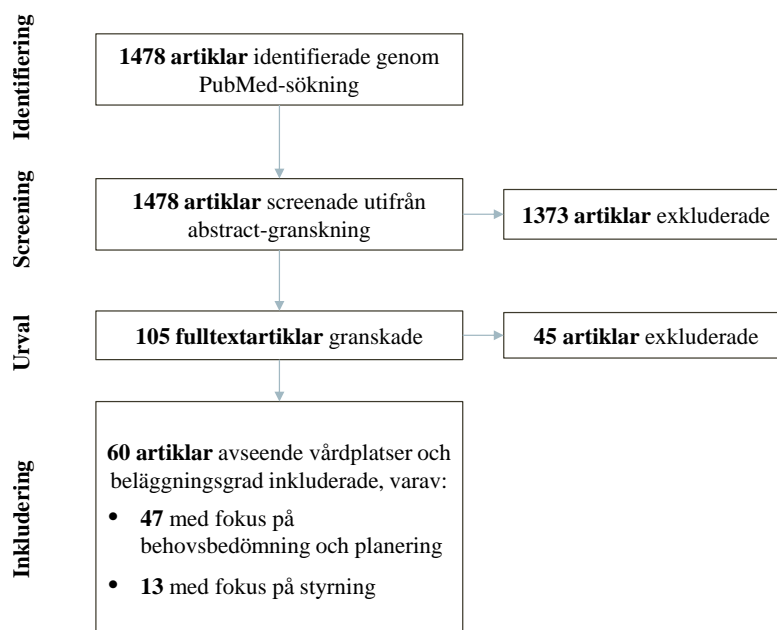 Identifiering
1478 artiklar identifierade genom
PubMed-sökning
Screening
1478 artiklar screenade utifrån
abstract-granskning
1373 artiklar exkluderade
Urval
105 fulltextartiklar granskade
45 artiklar exkluderade
Inkludering
60 artiklar avseende vårdplatser och
beläggningsgrad inkluderade, varav:
• 47 med fokus på
behovsbedömning och planering
• 13 med fokus på styrning